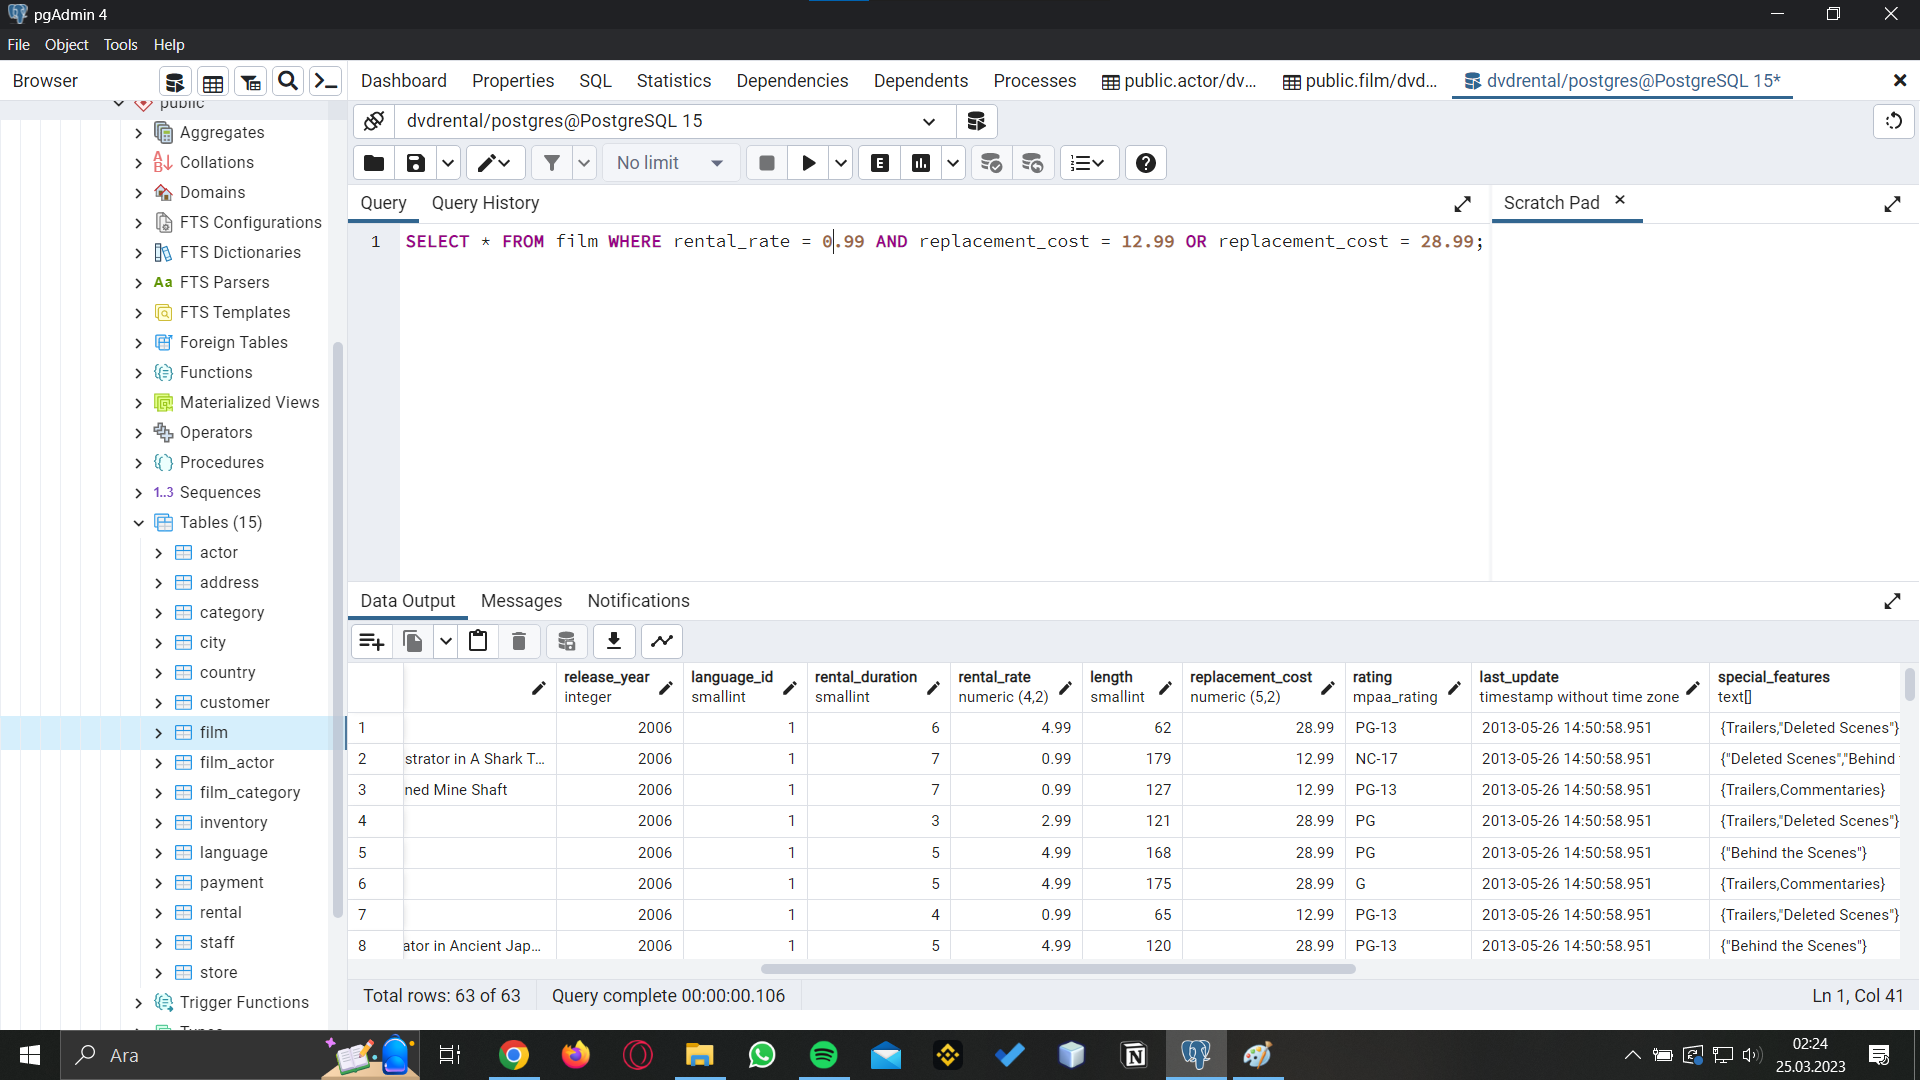 pgAdmin 4
File Object Tools Help
Browser
Dashboard Properties SQL Statistics Dependencies Dependents Processes public.actor/dv... public.film/dvd... dvdrental/postgres@PostgreSQL 15*
public
Aggregates
Collations
Domains
FTS Configurations
FTS Dictionaries
Aa FTS Parsers
FTS Templates
Foreign Tables
Functions
Materialized Views
Operators
Procedures
1..3 Sequences
Tables (15)
actor
address
category
city
country
customer
film
film_actor
film_category
inventory
language
payment
rental
staff
store
Trigger Functions
dvdrental/postgres@PostgreSQL 15
No limit
E
Query Query History
Scratch Pad
1 SELECT * FROM film WHERE rental_rate = 0.99 AND replacement_cost = 12.99 OR replacement_cost = 28.99;
Data Output Messages Notifications
release_year language_id rental_duration rental_rate length replacement_cost rating last_update special_features
integer smallint smallint numeric (4,2) smallint numeric (5,2) mpaa_rating timestamp without time zone text[]
1 2006 1 6 4.99 62 28.99 PG-13 2013-05-26 14:50:58.951 {Trailers,"Deleted Scenes"}
2 strator in A Shark T... 2006 1 7 0.99 179 12.99 NC-17 2013-05-26 14:50:58.951 {"Deleted Scenes","Behind
3 ned Mine Shaft 2006 1 7 0.99 127 12.99 PG-13 2013-05-26 14:50:58.951 {Trailers,Commentaries}
4 2006 1 3 2.99 121 28.99 PG 2013-05-26 14:50:58.951 {Trailers,"Deleted Scenes"}
5 2006 1 5 4.99 168 28.99 PG 2013-05-26 14:50:58.951 {"Behind the Scenes"}
6 2006 1 5 4.99 175 28.99 G 2013-05-26 14:50:58.951 {Trailers,Commentaries}
7 2006 1 4 0.99 65 12.99 PG-13 2013-05-26 14:50:58.951 {Trailers,"Deleted Scenes"}
8 ator in Ancient Jap... 2006 1 5 4.99 120 28.99 PG-13 2013-05-26 14:50:58.951 {"Behind the Scenes"}
Total rows: 63 of 63 Query complete 00:00:00.106 Ln 1, Col 41
Ara
02:24
25.03.2023